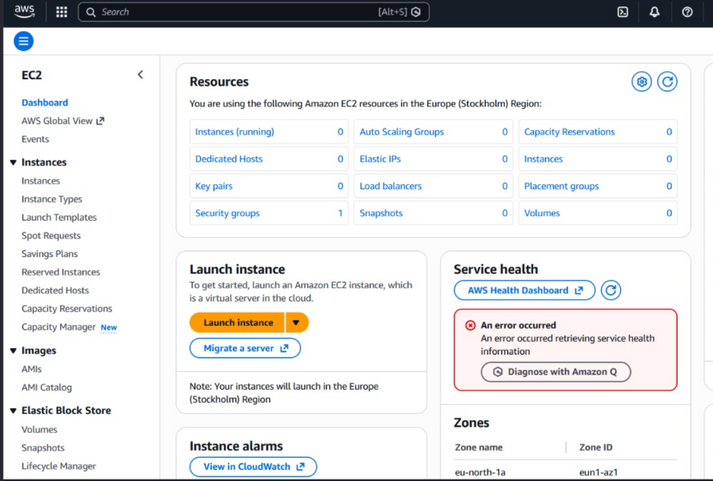 aws
Search [Alt+S]
EC2
Dashboard
AWS Global View
Events
Instances
Instances
Instance Types
Launch Templates
Spot Requests
Savings Plans
Reserved Instances
Dedicated Hosts
Capacity Reservations
Capacity Manager New
Images
AMIs
AMI Catalog
Elastic Block Store
Volumes
Snapshots
Lifecycle Manager
Resources
You are using the following Amazon EC2 resources in the Europe (Stockholm) Region:
Instances (running) 0 Auto Scaling Groups 0 Capacity Reservations 0
Dedicated Hosts 0 Elastic IPs 0 Instances 0
Key pairs 0 Load balancers 0 Placement groups 0
Security groups 1 Snapshots 0 Volumes 0
Launch instance
To get started, launch an Amazon EC2 instance, which
is a virtual server in the cloud.
Launch instance
Migrate a server
Note: Your instances will launch in the Europe
(Stockholm) Region
Instance alarms
View in CloudWatch
Service health
AWS Health Dashboard
An error occurred
An error occurred retrieving service health
information
Diagnose with Amazon Q
Zones
Zone name Zone ID
eu-north-1a eun1-az1